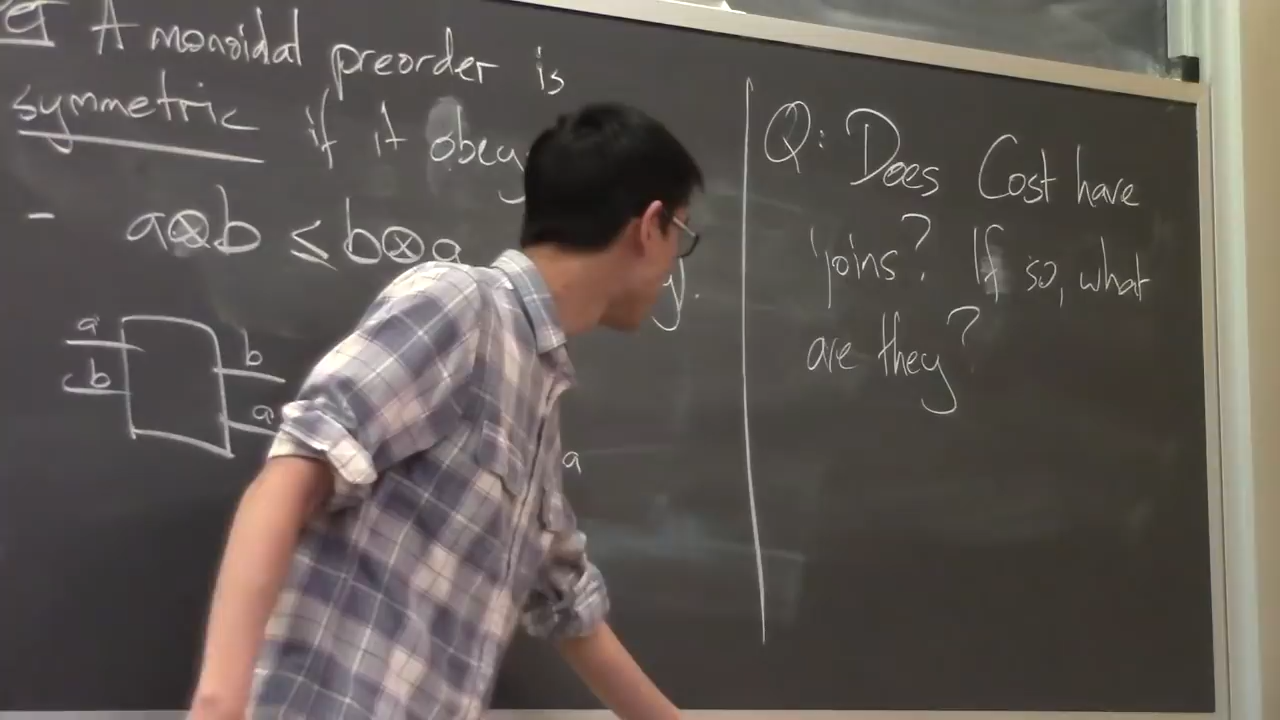 A monoidal preorder is
symmetric if it obey
- a⊗b ≤ b⊗a
y.
a
b
b
a
a
Q: Does Cost have
joins? If so, what
are they?